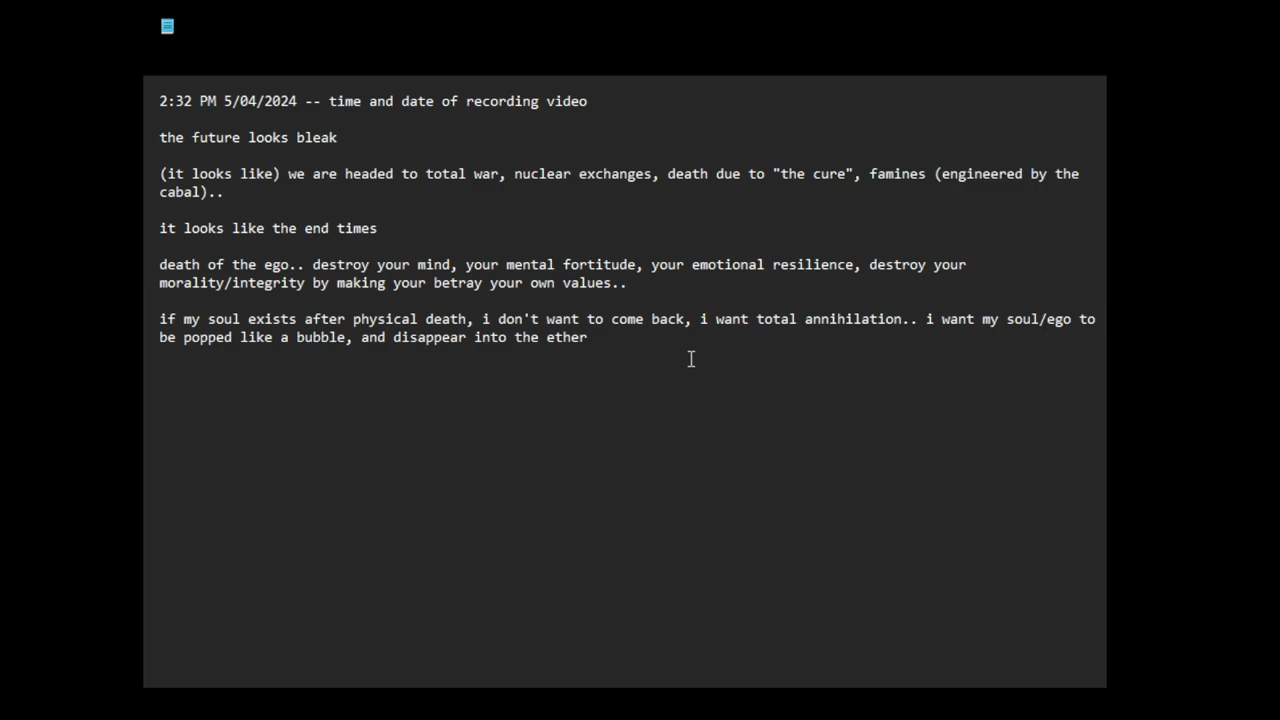 2:32 PM 5/04/2024 -- time and date of recording video
the future looks bleak
(it looks like) we are headed to total war, nuclear exchanges, death due to "the cure", famines (engineered by the
cabal)..
it looks like the end times
death of the ego.. destroy your mind, your mental fortitude, your emotional resilience, destroy your
morality/integrity by making your betray your own values..
if my soul exists after physical death, i don't want to come back, i want total annihilation.. i want my soul/ego to
be popped like a bubble, and disappear into the ether